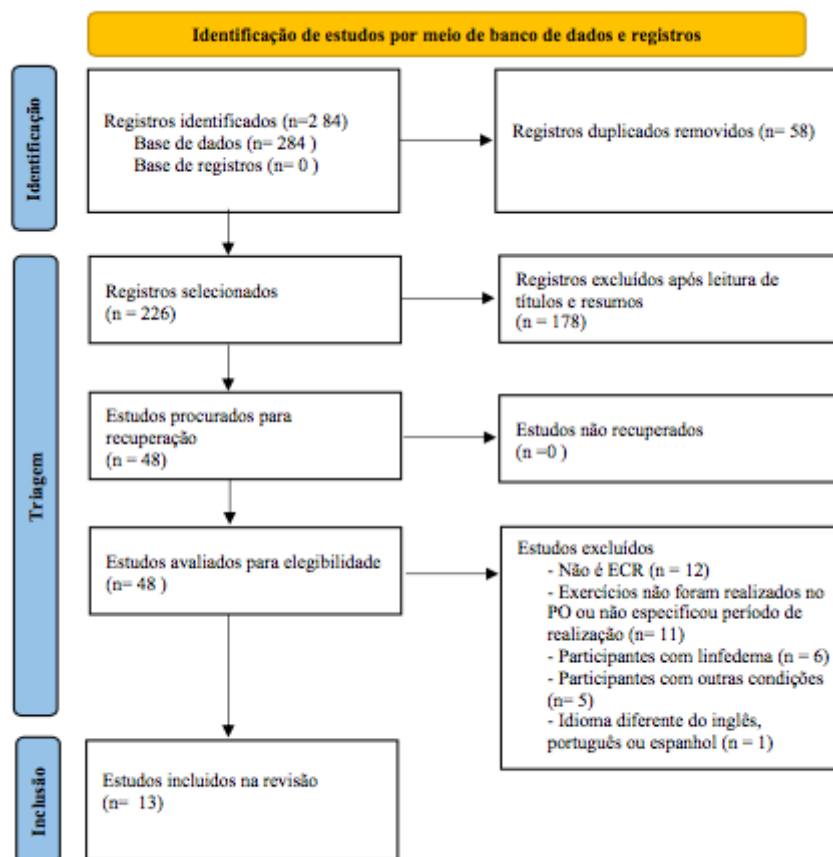 Identificação de estudos por meio de banco de dados e registros
Identificação
Registros identificados (n=2 84)
Base de dados (n= 284 )
Base de registros (n= 0 )
Registros duplicados removidos (n= 58)
Triagem
Registros selecionados
(n = 226)
Registros excluídos após leitura de
títulos e resumos
(n = 178)
Estudos procurados para
recuperação
(n = 48)
Estudos não recuperados
(n =0 )
Estudos avaliados para elegibilidade
(n= 48 )
Estudos excluídos
- Não é ECR (n = 12)
- Exercícios não foram realizados no
PO ou não especificou período de
realização (n= 11)
- Participantes com linfedema (n = 6)
- Participantes com outras condições
(n= 5)
- Idioma diferente do inglês,
português ou espanhol (n = 1)
Inclusão
Estudos incluidos na revisão
(n= 13)